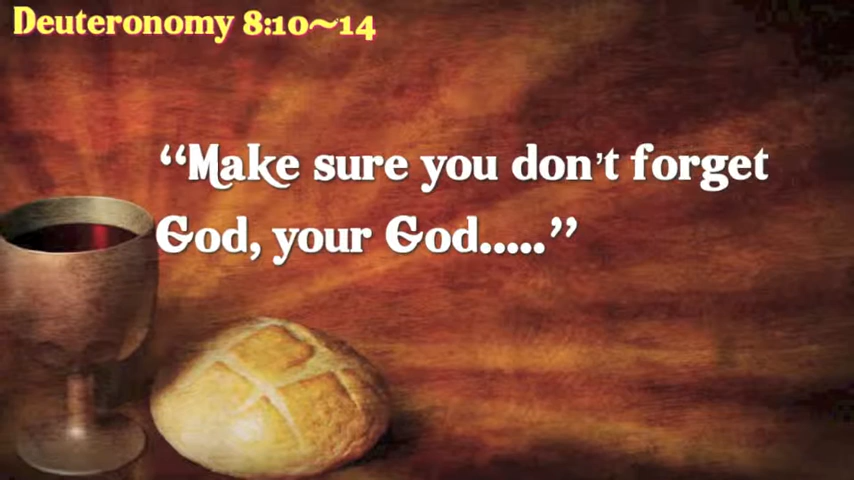 Deuteronomy 8:10~14
“Make sure you don’t forget
God, your God.....”